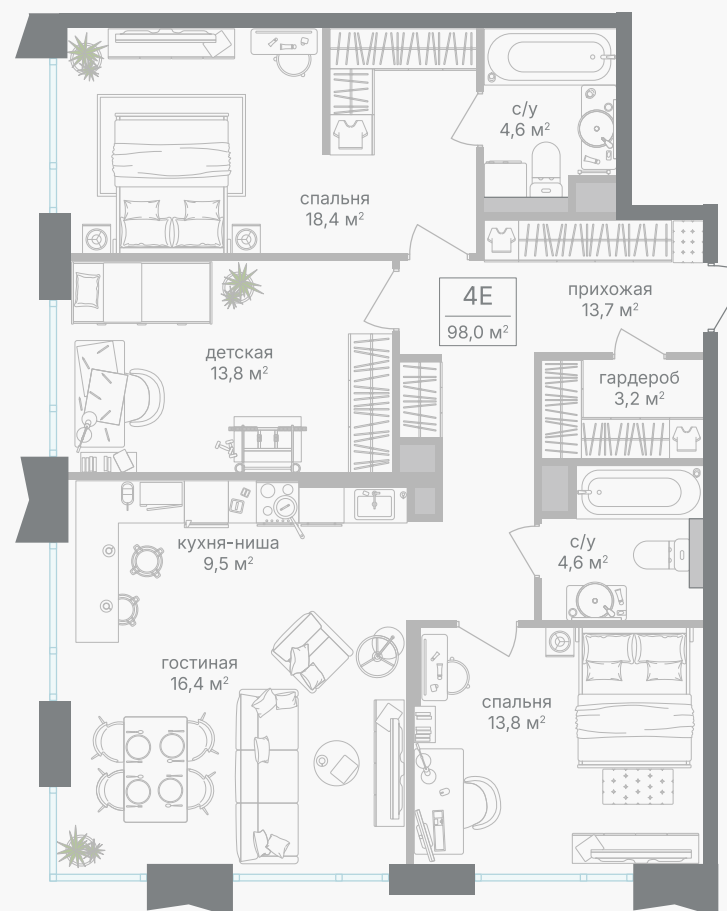 с/у
4,6 м²
спальня
18,4 м²
4Е
98,0 м²
прихожая
13,7 м²
детская
13,8 м²
гардероб
3,2 м²
кухня-ниша
9,5 м²
с/у
4,6 м²
гостиная
16,4 м²
спальня
13,8 м²